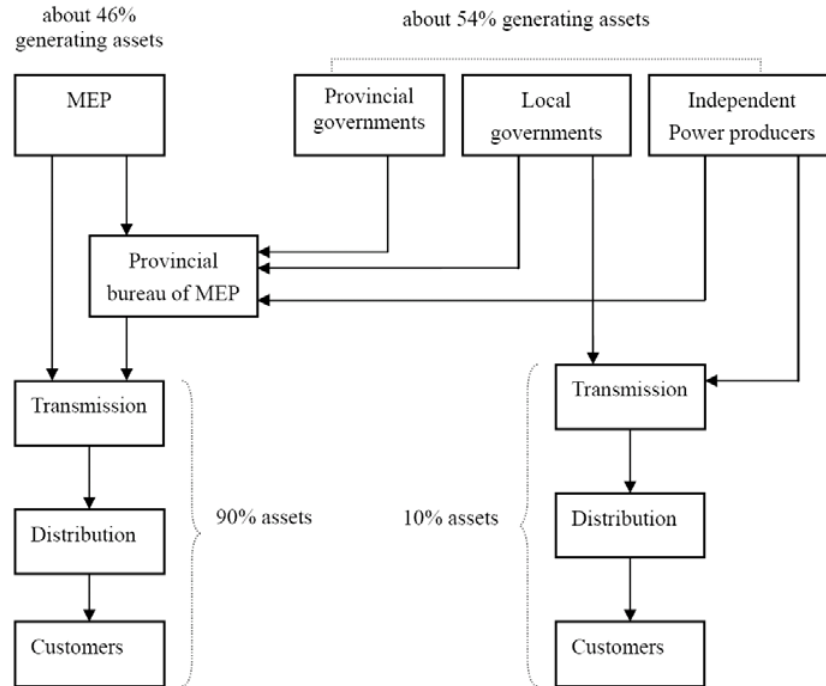 about 46%
generating assets
about 54% generating assets
MEP
Provincial
governments
Local
governments
Independent
Power producers
Provincial
bureau of MEP
Transmission
Transmission
90% assets
10% assets
Distribution
Distribution
Customers
Customers